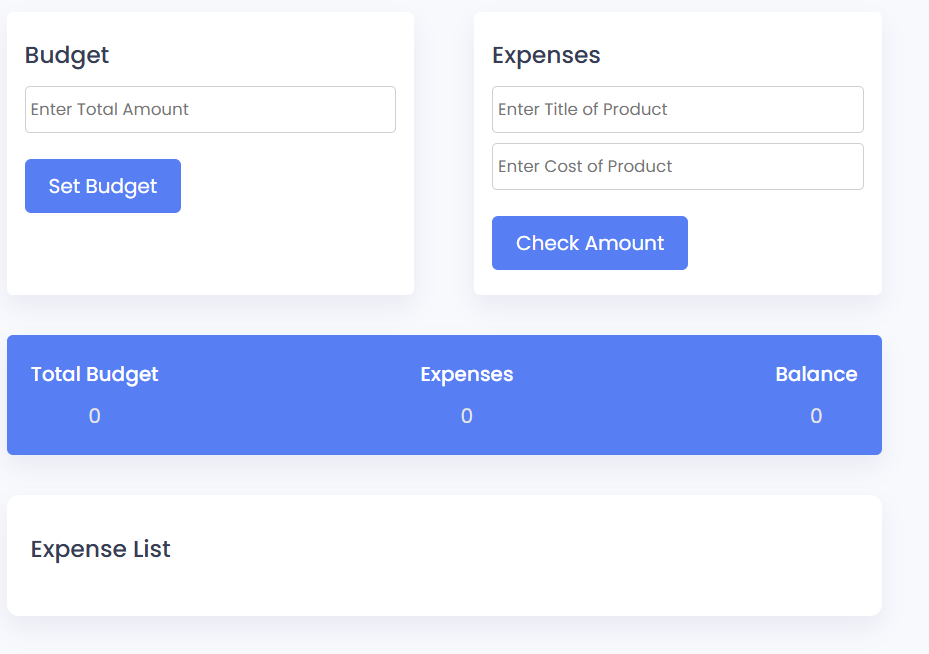 Budget
Enter Total Amount
Set Budget
Expenses
Enter Title of Product
Enter Cost of Product
Check Amount
Total Budget Expenses Balance
0 0 0
Expense List